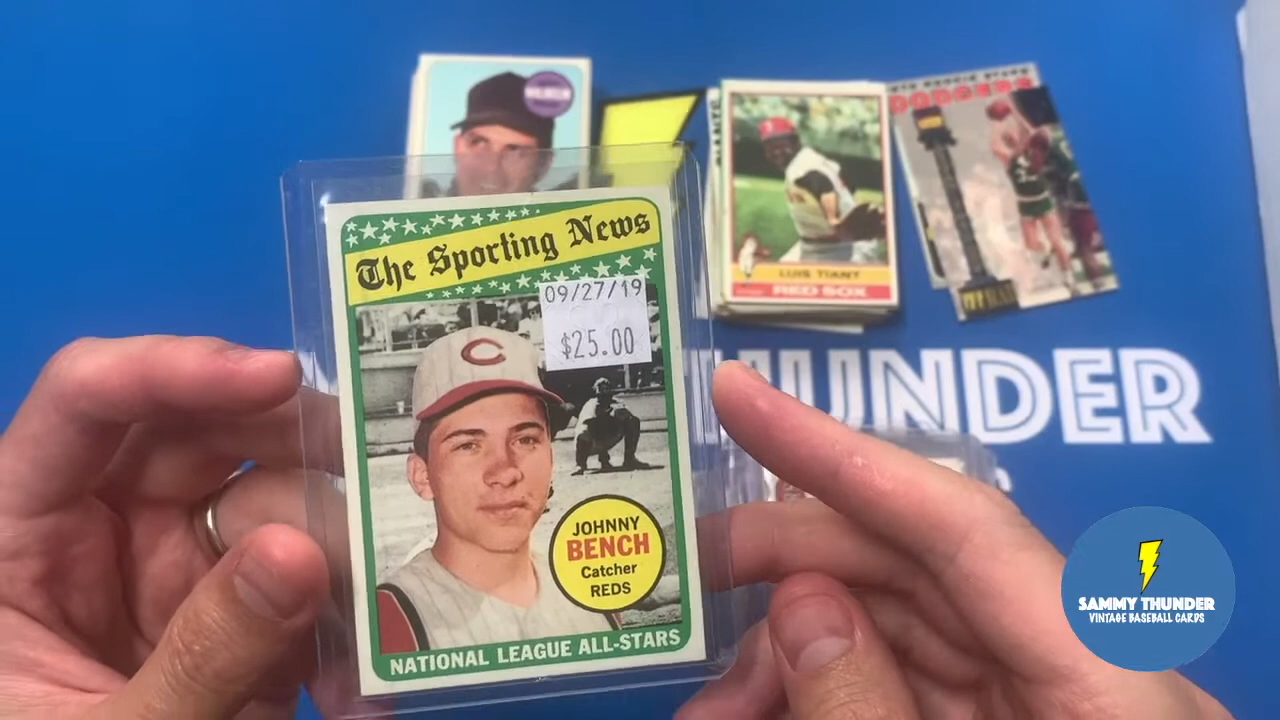 The Sporting News
09/27/19
$25.00
JOHNNY
BENCH
Catcher
REDS
NATIONAL LEAGUE ALL-STARS
LUIS TIANT
RED SOX
DODGERS
HUNDER
SAMMY THUNDER
VINTAGE BASEBALL CARDS